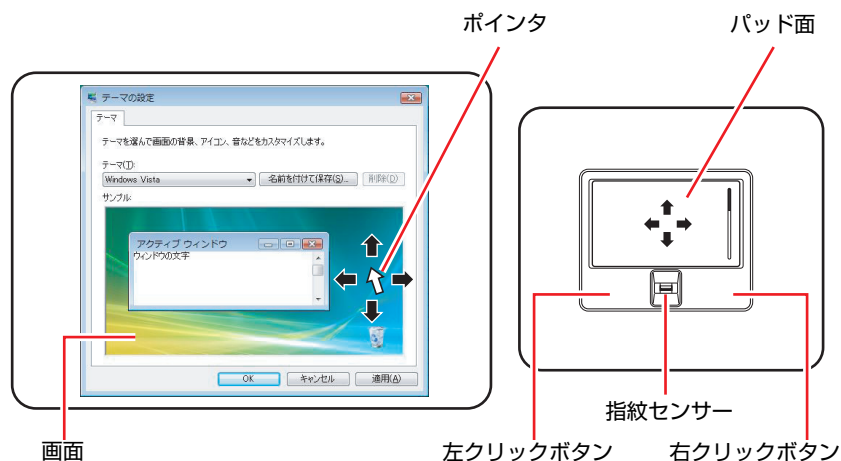 ポインタ
パッド面
テーマの設定
テーマ
テーマを選んで画面の背景、アイコン、音などをカスタマイズします。
テーマ(T):
Windows Vista
名前を付けて保存(S)...
削除(D)
サンプル:
アクティブ ウィンドウ
ウィンドウの文字
OK
キャンセル
適用(A)
指紋センサー
画面
左クリックボタン
右クリックボタン